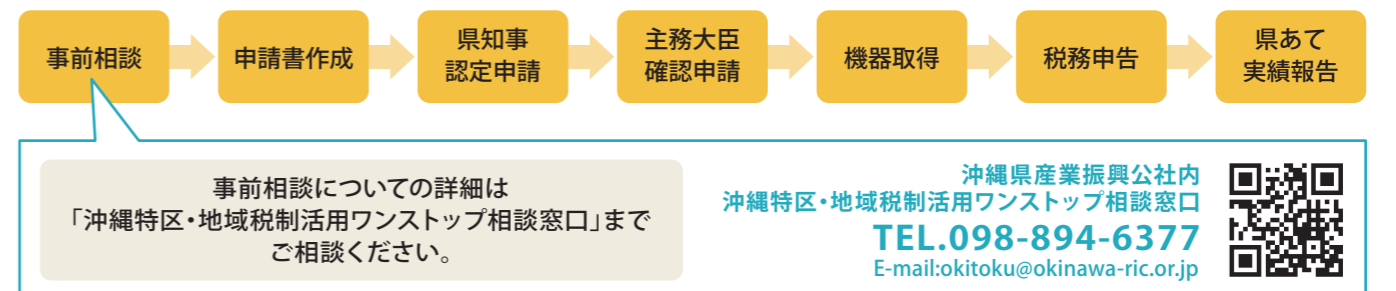 事前相談
申請書作成
県知事
認定申請
主務大臣
確認申請
機器取得
税務申告
県あて
実績報告
事前相談についての詳細は
「沖縄特区・地域税制活用ワンストップ相談窓口」まで
ご相談ください。
沖縄県産業振興公社内
沖縄特区・地域税制活用ワンストップ相談窓口
TEL.098-894-6377
E-mail:okitoku@okinawa-ric.or.jp